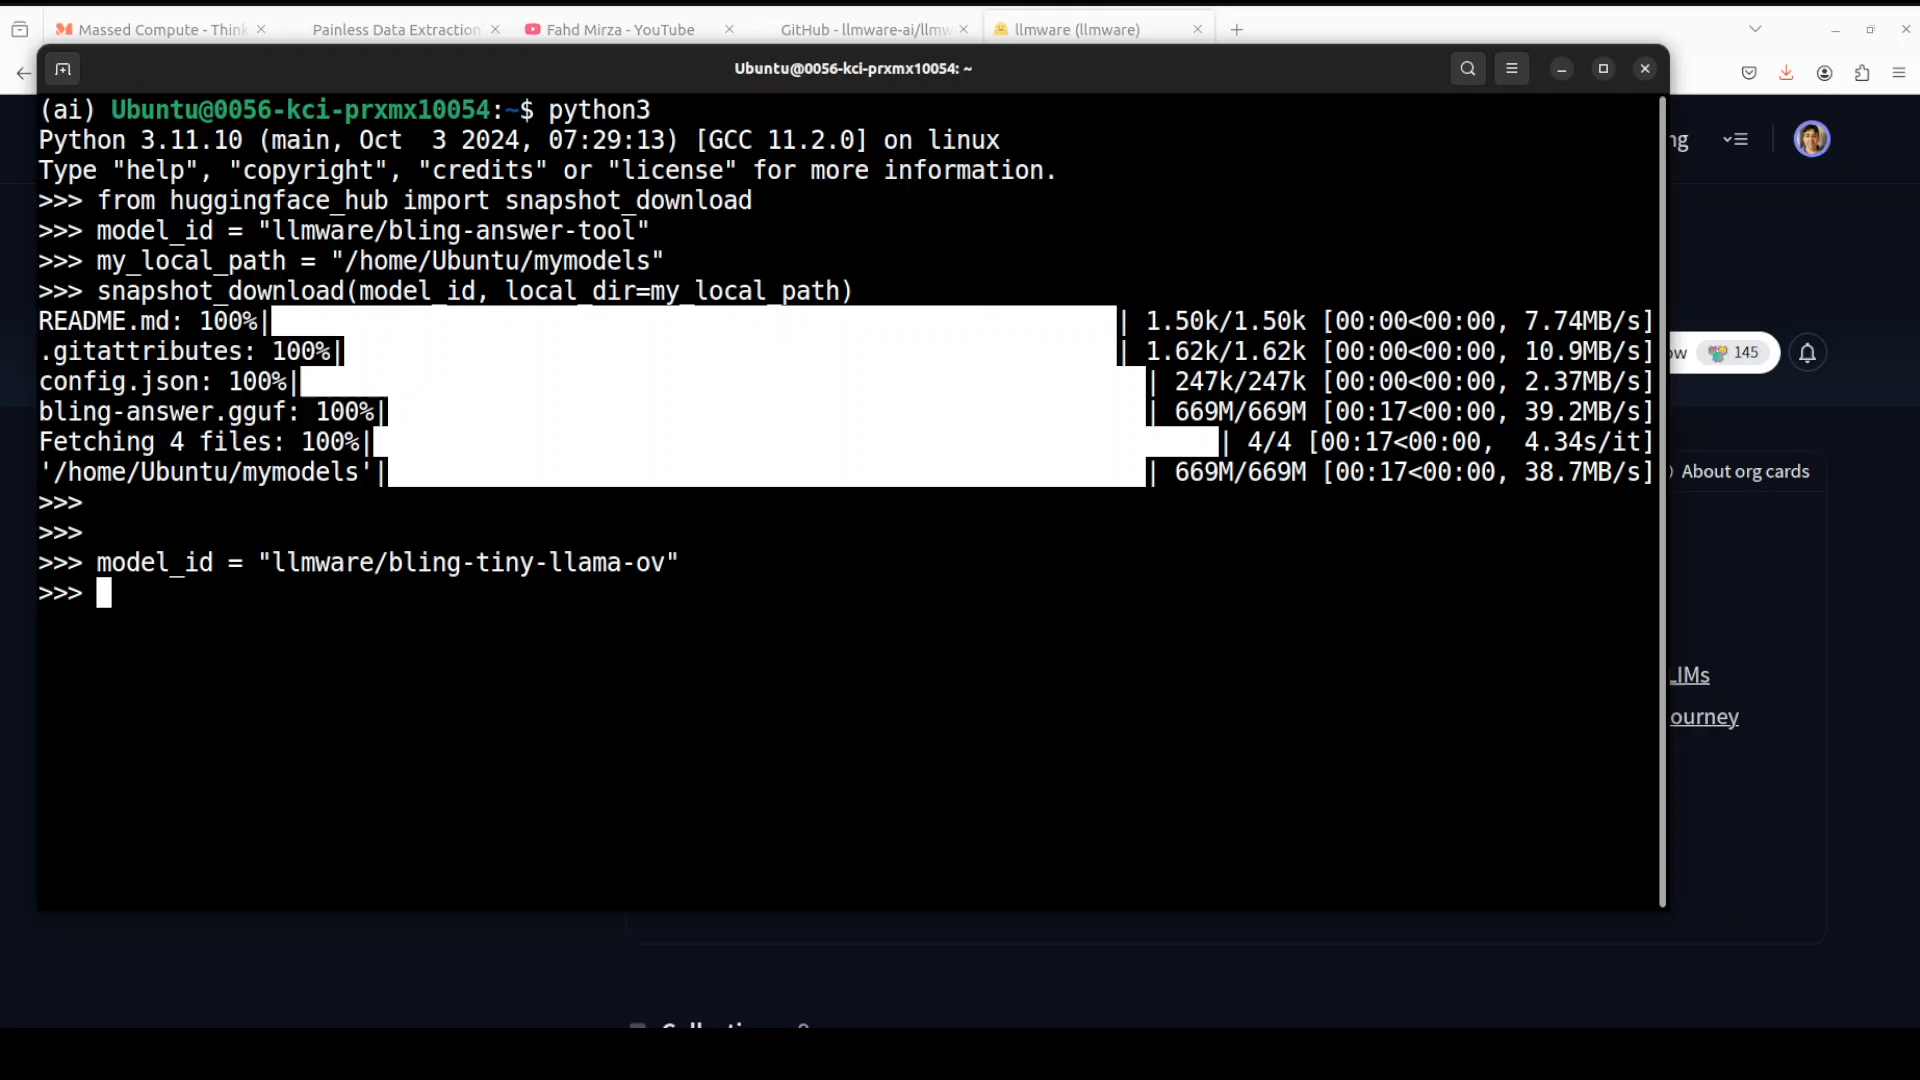 Massed Compute - Think
Painless Data Extraction
Fahd Mirza - YouTube
GitHub - llmware-ai/llmw
llmware (llmware)
Ubuntu@0056-kci-prxmx10054: ~
(ai) Ubuntu@0056-kci-prxmx10054:~$ python3
Python 3.11.10 (main, Oct  3 2024, 07:29:13) [GCC 11.2.0] on linux
Type "help", "copyright", "credits" or "license" for more information.
>>> from huggingface_hub import snapshot_download
>>> model_id = "llmware/bling-answer-tool"
>>> my_local_path = "/home/Ubuntu/mymodels"
>>> snapshot_download(model_id, local_dir=my_local_path)
README.md: 100%| | 1.50k/1.50k [00:00<00:00, 7.74MB/s]
.gitattributes: 100%| | 1.62k/1.62k [00:00<00:00, 10.9MB/s]
config.json: 100%| | 247k/247k [00:00<00:00, 2.37MB/s]
bling-answer.gguf: 100%| | 669M/669M [00:17<00:00, 39.2MB/s]
Fetching 4 files: 100%| | 4/4 [00:17<00:00,  4.34s/it]
'/home/Ubuntu/mymodels'| | 669M/669M [00:17<00:00, 38.7MB/s]
>>>
>>>
>>> model_id = "llmware/bling-tiny-llama-ov"
>>>
ng
ow 145
About org cards
LIMs
ourney